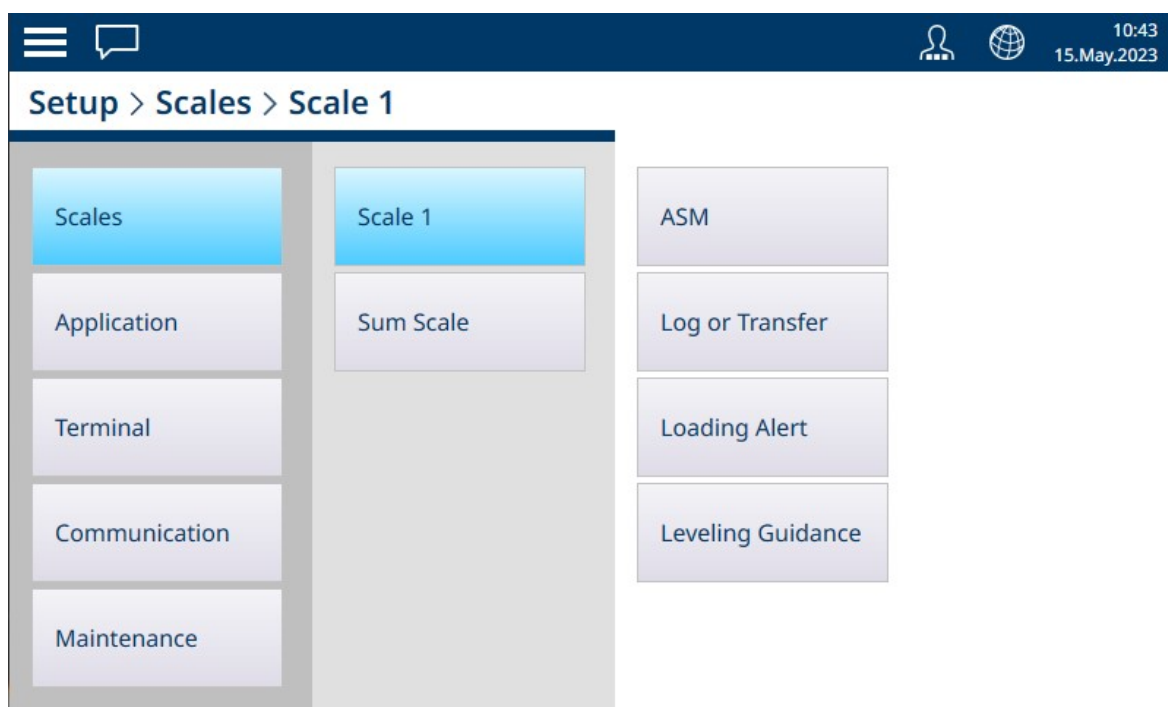 10:43
15.May.2023
Setup > Scales > Scale 1
Scales
Scale 1
ASM
Application
Sum Scale
Log or Transfer
Terminal
Loading Alert
Communication
Leveling Guidance
Maintenance